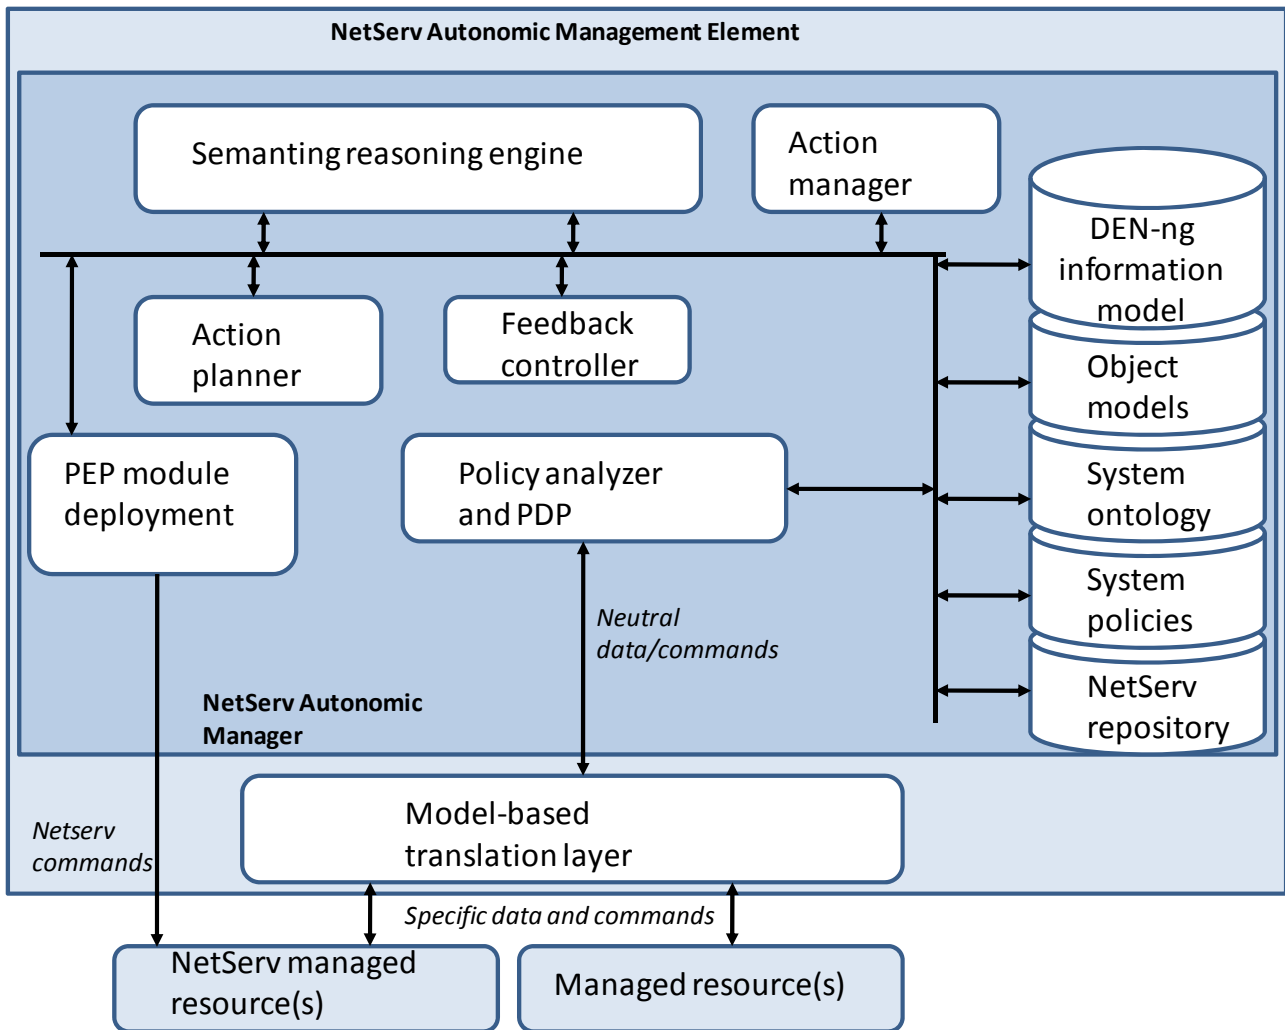 NetServ Autonomic Management Element
Semanting reasoning engine
Action
manager
DEN-ng
information
model
Action
planner
Feedback
controller
Object
models
PEP module
deployment
Policy analyzer
and PDP
System
ontology
Neutral
data/commands
System
policies
NetServ Autonomic
Manager
NetServ
repository
Netserv
commands
Model-based
translation layer
Specific data and commands
NetServ managed
resource(s)
Managed resource(s)